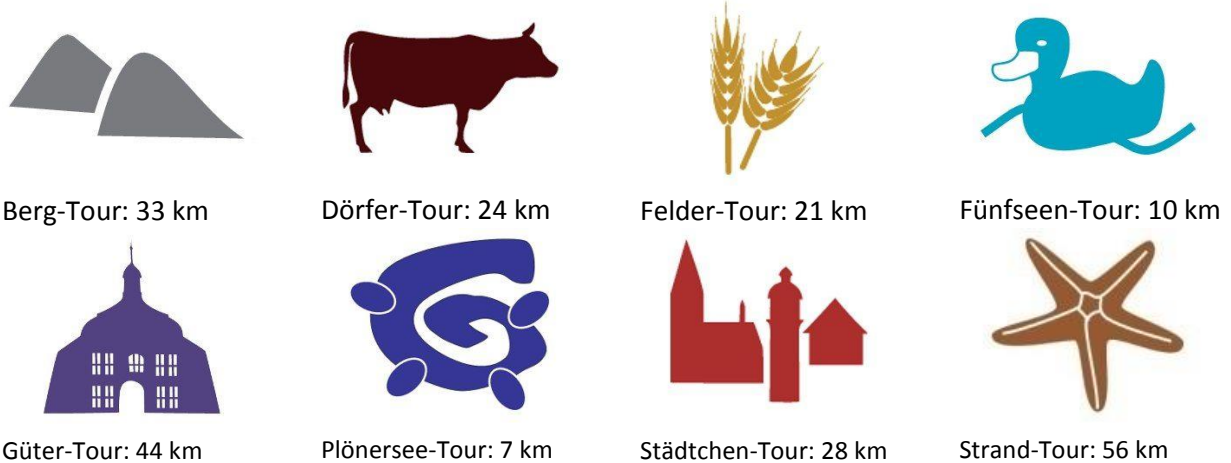 Berg-Tour: 33 km
Dörfer-Tour: 24 km
Felder-Tour: 21 km
Fünfseen-Tour: 10 km
Güter-Tour: 44 km
Plönersee-Tour: 7 km
Städtchen-Tour: 28 km
Strand-Tour: 56 km